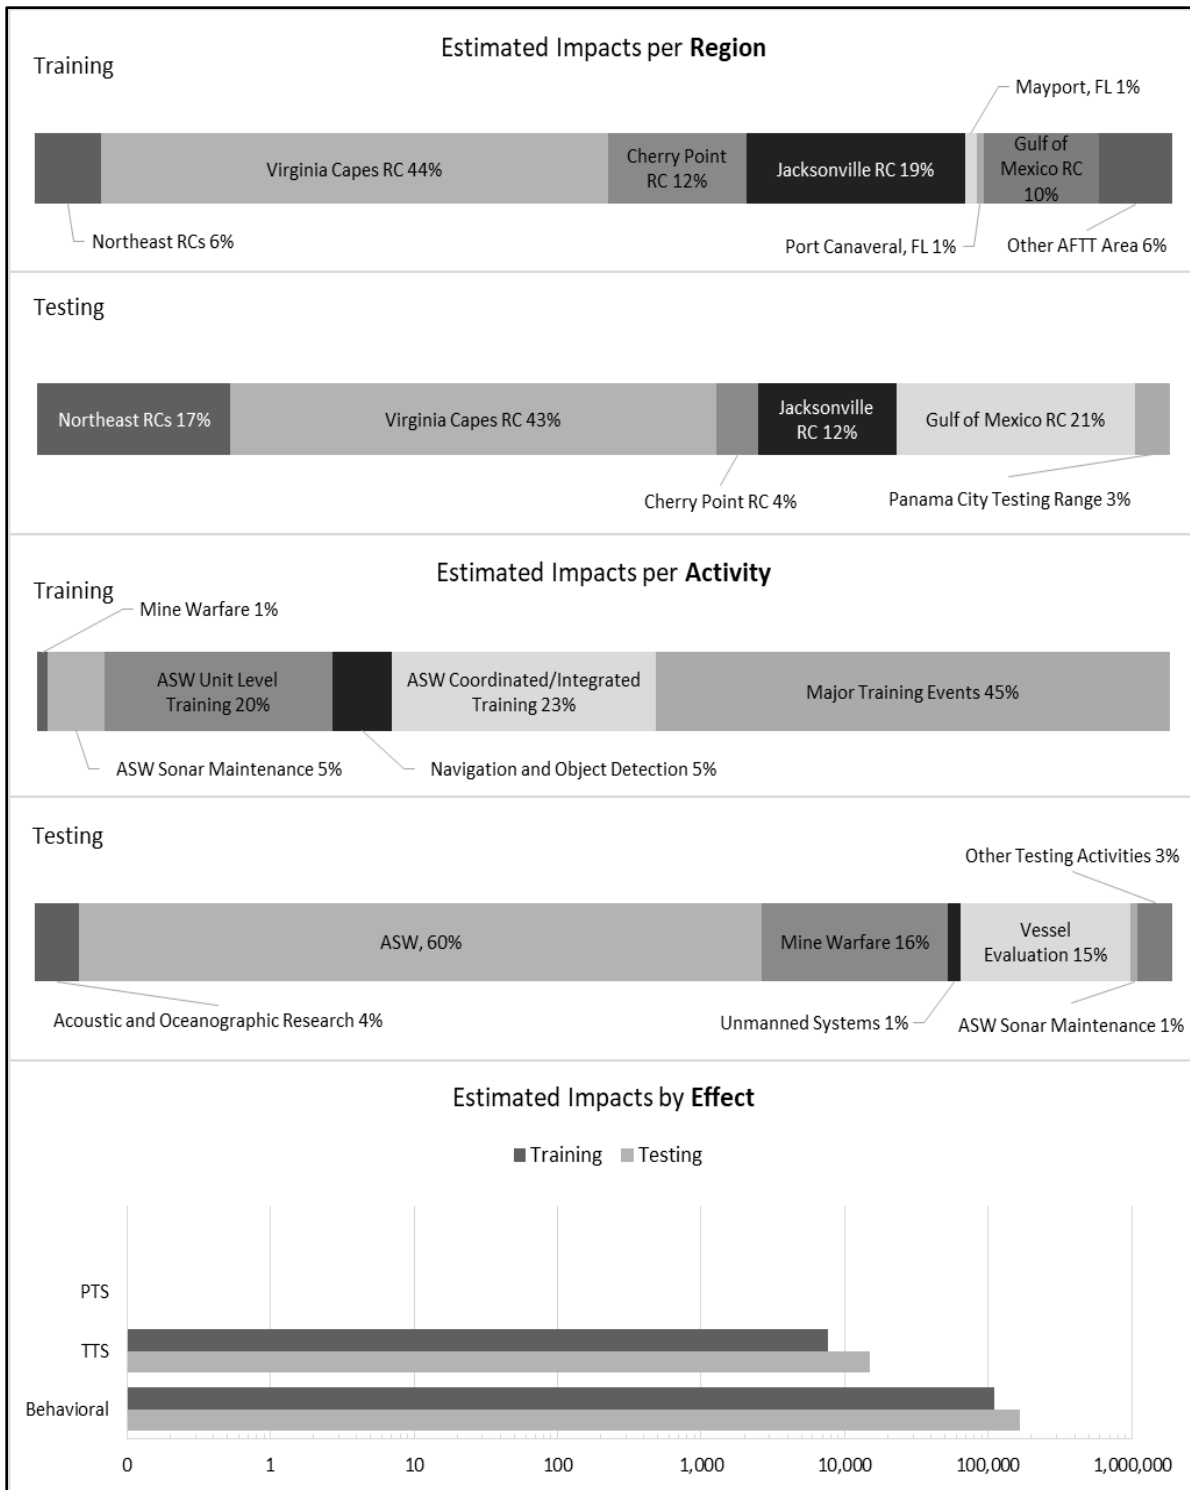 Estimated Impacts per Region
Training
Mayport, FL 1%
Virginia Capes RC 44%
Cherry Point
RC 12%
Jacksonville RC 19%
Gulf of
Mexico RC
10%
Northeast RCs 6%
Port Canaveral, FL 1%
Other AFTT Area 6%
Testing
Northeast RCs 17%
Virginia Capes RC 43%
Jacksonville
RC 12%
Gulf of Mexico RC 21%
Cherry Point RC 4%
Panama City Testing Range 3%
Estimated Impacts per Activity
Training
Mine Warfare 1%
ASW Unit Level
Training 20%
ASW Coordinated/Integrated
Training 23%
Major Training Events 45%
ASW Sonar Maintenance 5%
Navigation and Object Detection 5%
Testing
Other Testing Activities 3%
ASW, 60%
Mine Warfare 16%
Vessel
Evaluation 15%
Acoustic and Oceanographic Research 4%
Unmanned Systems 1%
ASW Sonar Maintenance 1%
Estimated Impacts by Effect
Training Testing
PTS
TTS
Behavioral
0 1 10 100 1,000 10,000 100,000 1,000,000